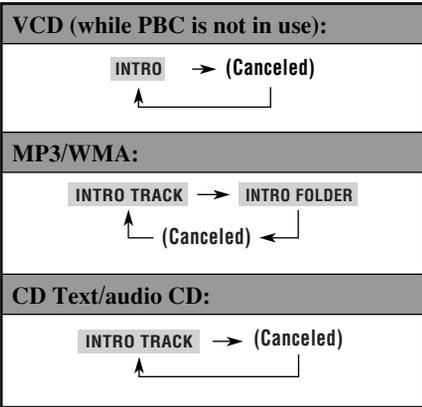 VCD (while PBC is not in use):
INTRO (Canceled)
MP3/WMA:
INTRO TRACK INTRO FOLDER
(Canceled)
CD Text/audio CD:
INTRO TRACK (Canceled)